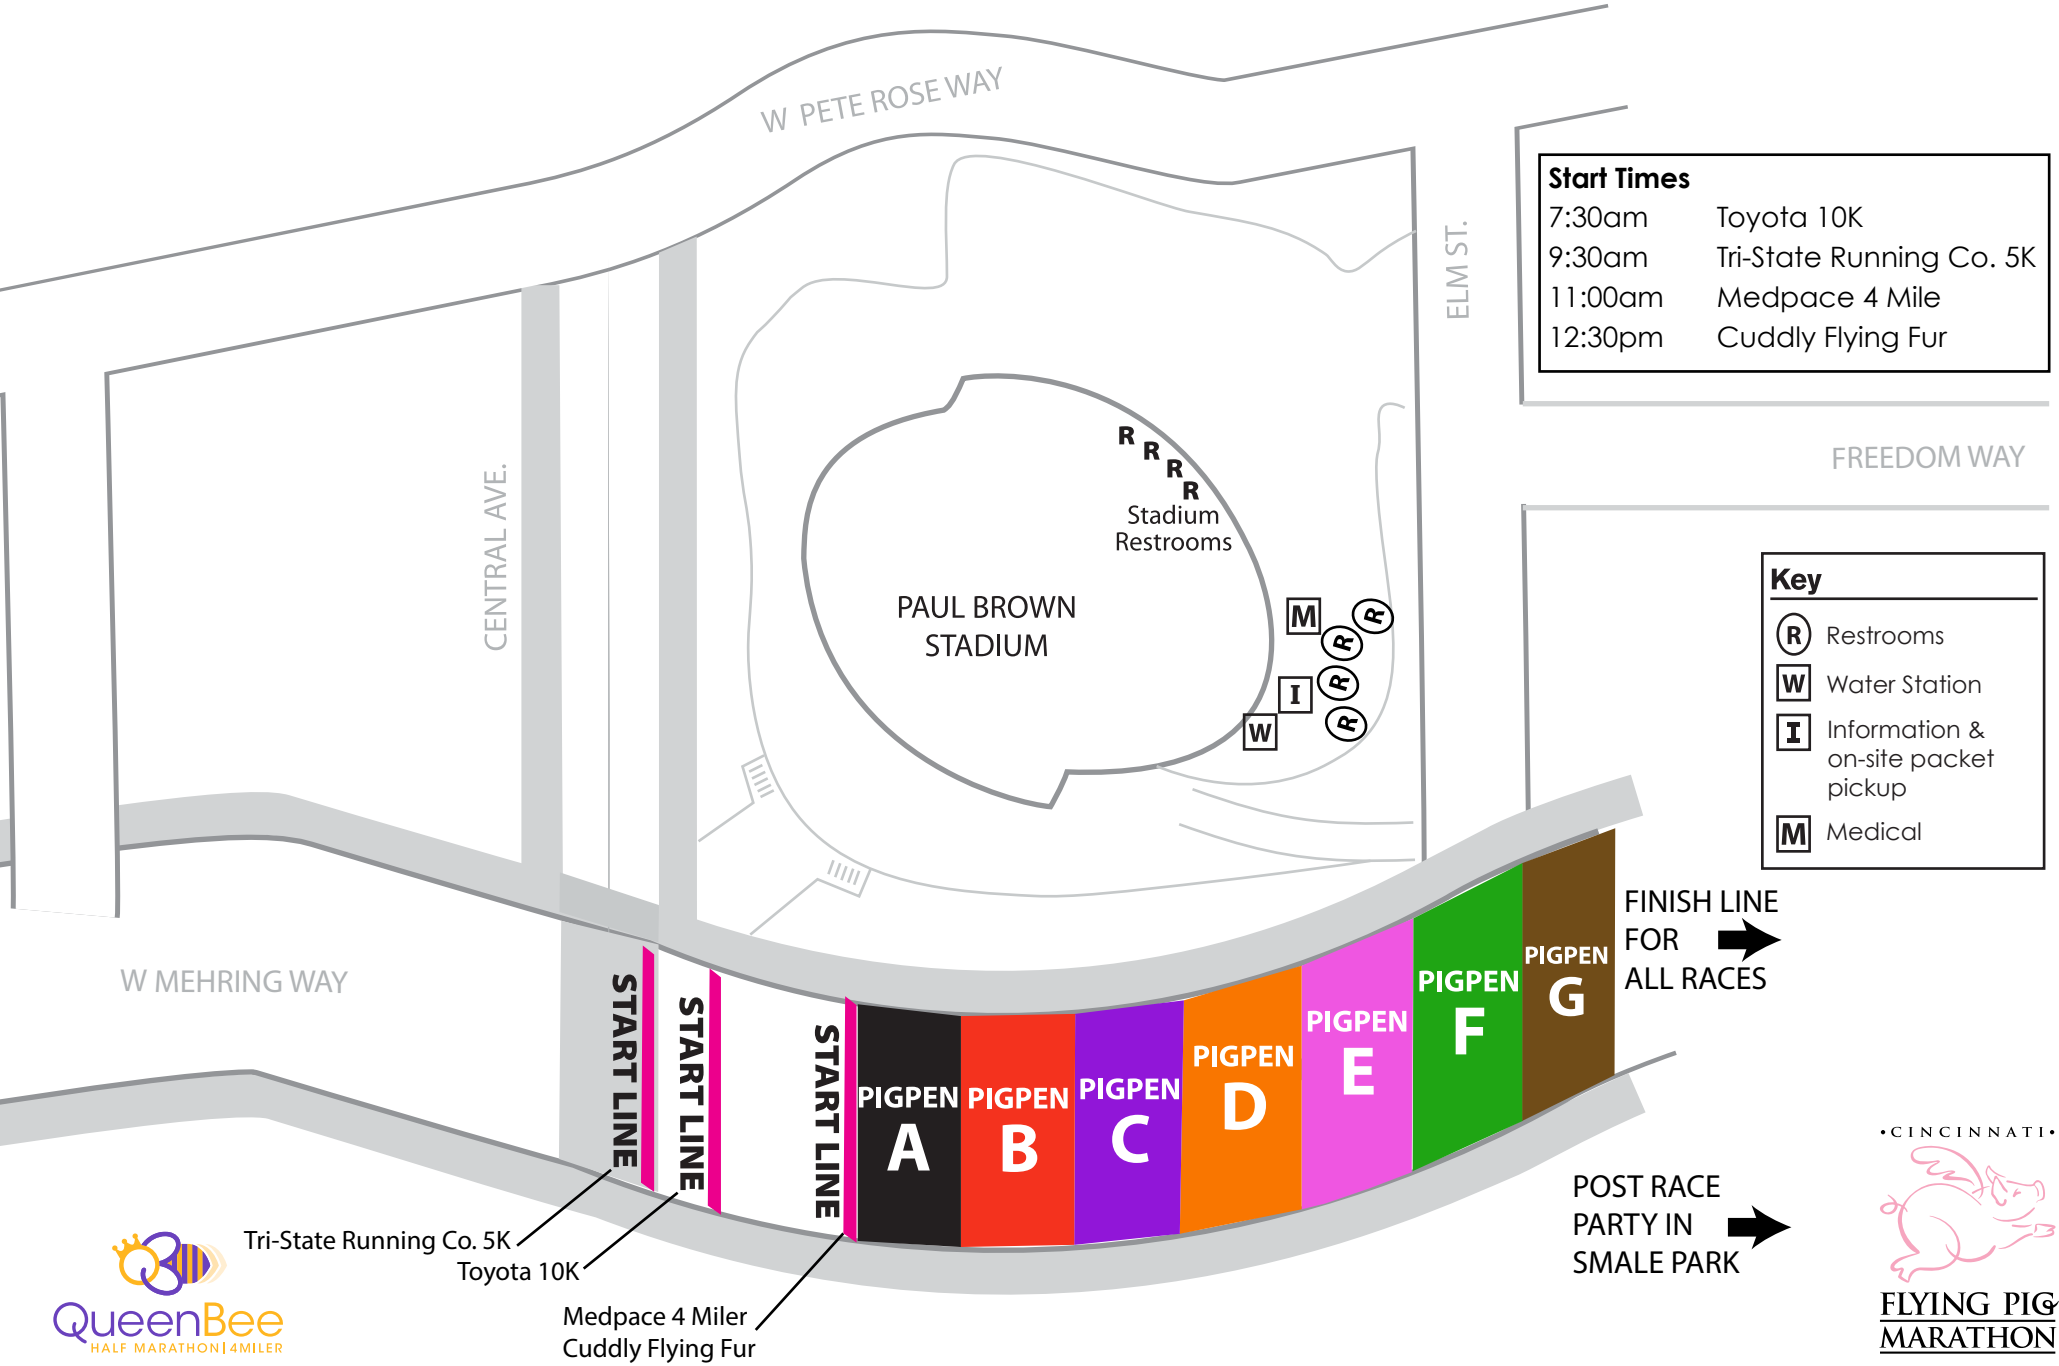 W PETE ROSE WAY
Start Times
7:30am Toyota 10K
9:30am Tri-State Running Co. 5K
11:00am Medpace 4 Mile
12:30pm Cuddly Flying Fur
ELM ST.
FREEDOM WAY
CENTRAL AVE.
R
R
R
R
Stadium
Restrooms
PAUL BROWN
STADIUM
M
R
R
R
R
I
W
Key
R Restrooms
W Water Station
I Information &
on-site packet
pickup
M Medical
FINISH LINE
FOR
ALL RACES
W MEHRING WAY
START LINE
START LINE
START LINE
PIGPEN
A
PIGPEN
B
PIGPEN
C
PIGPEN
D
PIGPEN
E
PIGPEN
F
PIGPEN
G
Tri-State Running Co. 5K
Toyota 10K
Medpace 4 Miler
Cuddly Flying Fur
POST RACE
PARTY IN
SMALE PARK
QueenBee
HALF MARATHON|4MILER
•CINCINNATI•
FLYING PIG
MARATHON